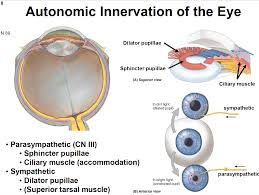 Autonomic Innervation of the Eye
N III
Dilator pupillae
Sphincter pupillae
(A) Superior view
Ciliary muscle
sympathetic
parasympathetic
(B) Anterior view
• Parasympathetic (CN III)
• Sphincter pupillae
• Ciliary muscle (accommodation)
• Sympathetic
• Dilator pupillae
• (Superior tarsal muscle)